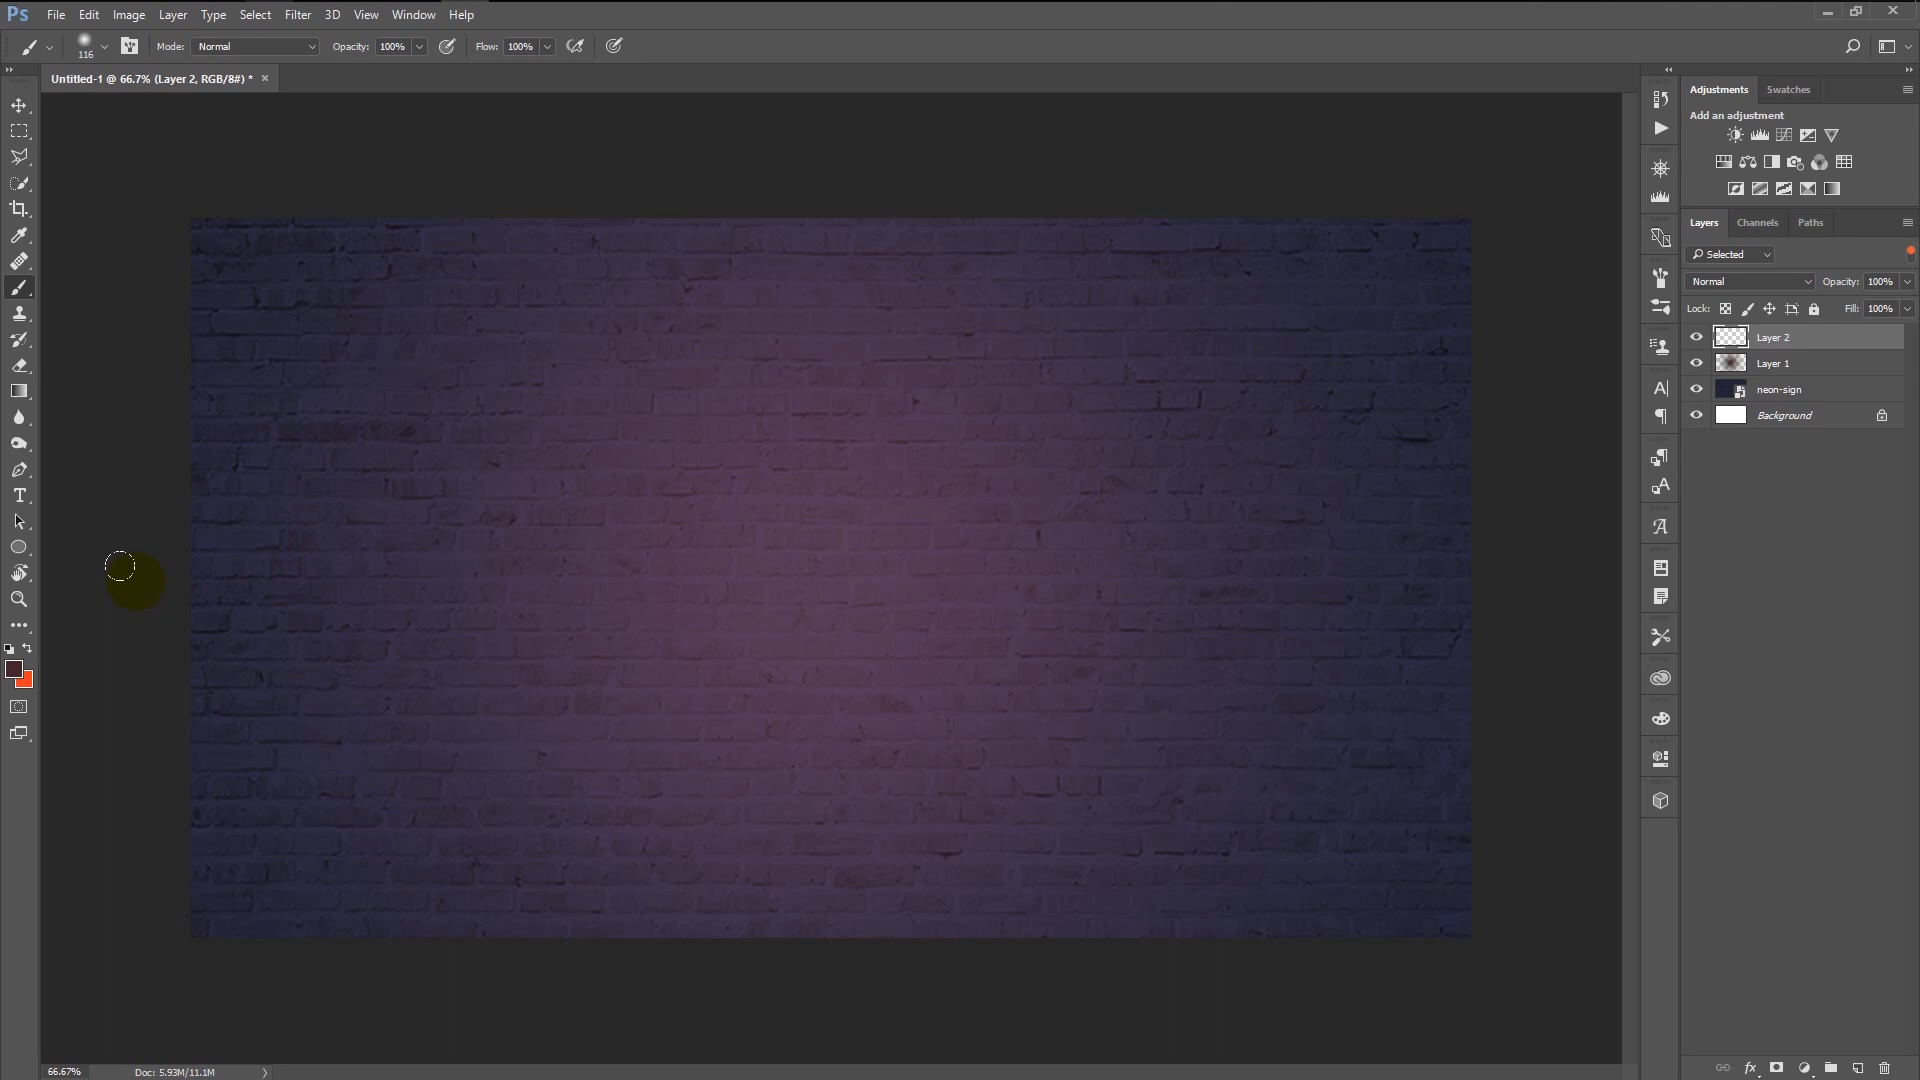 Ps File Edit Image Layer Type Select Filter 3D View Window Help
116 Mode: Normal Opacity: 100% Flow: 100%
Untitled-1 @ 66.7% (Layer 2, RGB/8#) * ×
Adjustments Swatches
Add an adjustment
Layers Channels Paths
Selected
Normal Opacity: 100%
Lock: Fill: 100%
Layer 2
Layer 1
neon-sign
Background
66.67% Doc: 5.93M/11.1M